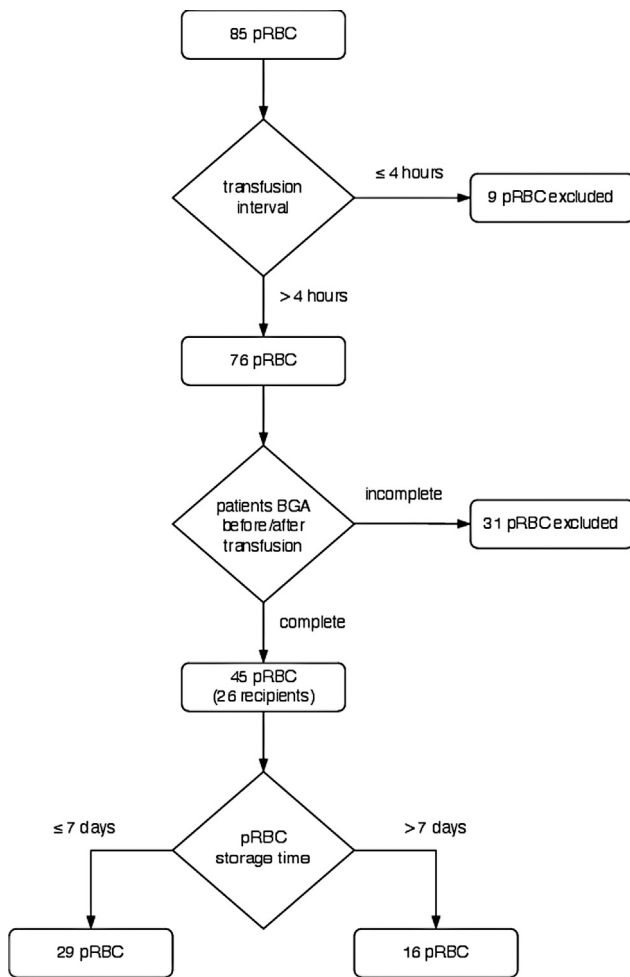 85 pRBC
transfusion
interval
≤ 4 hours
9 pRBC excluded
> 4 hours
76 pRBC
patients BGA
before/after
transfusion
incomplete
31 pRBC excluded
complete
45 pRBC
(26 recipients)
≤ 7 days
pRBC
storage time
> 7 days
29 pRBC
16 pRBC